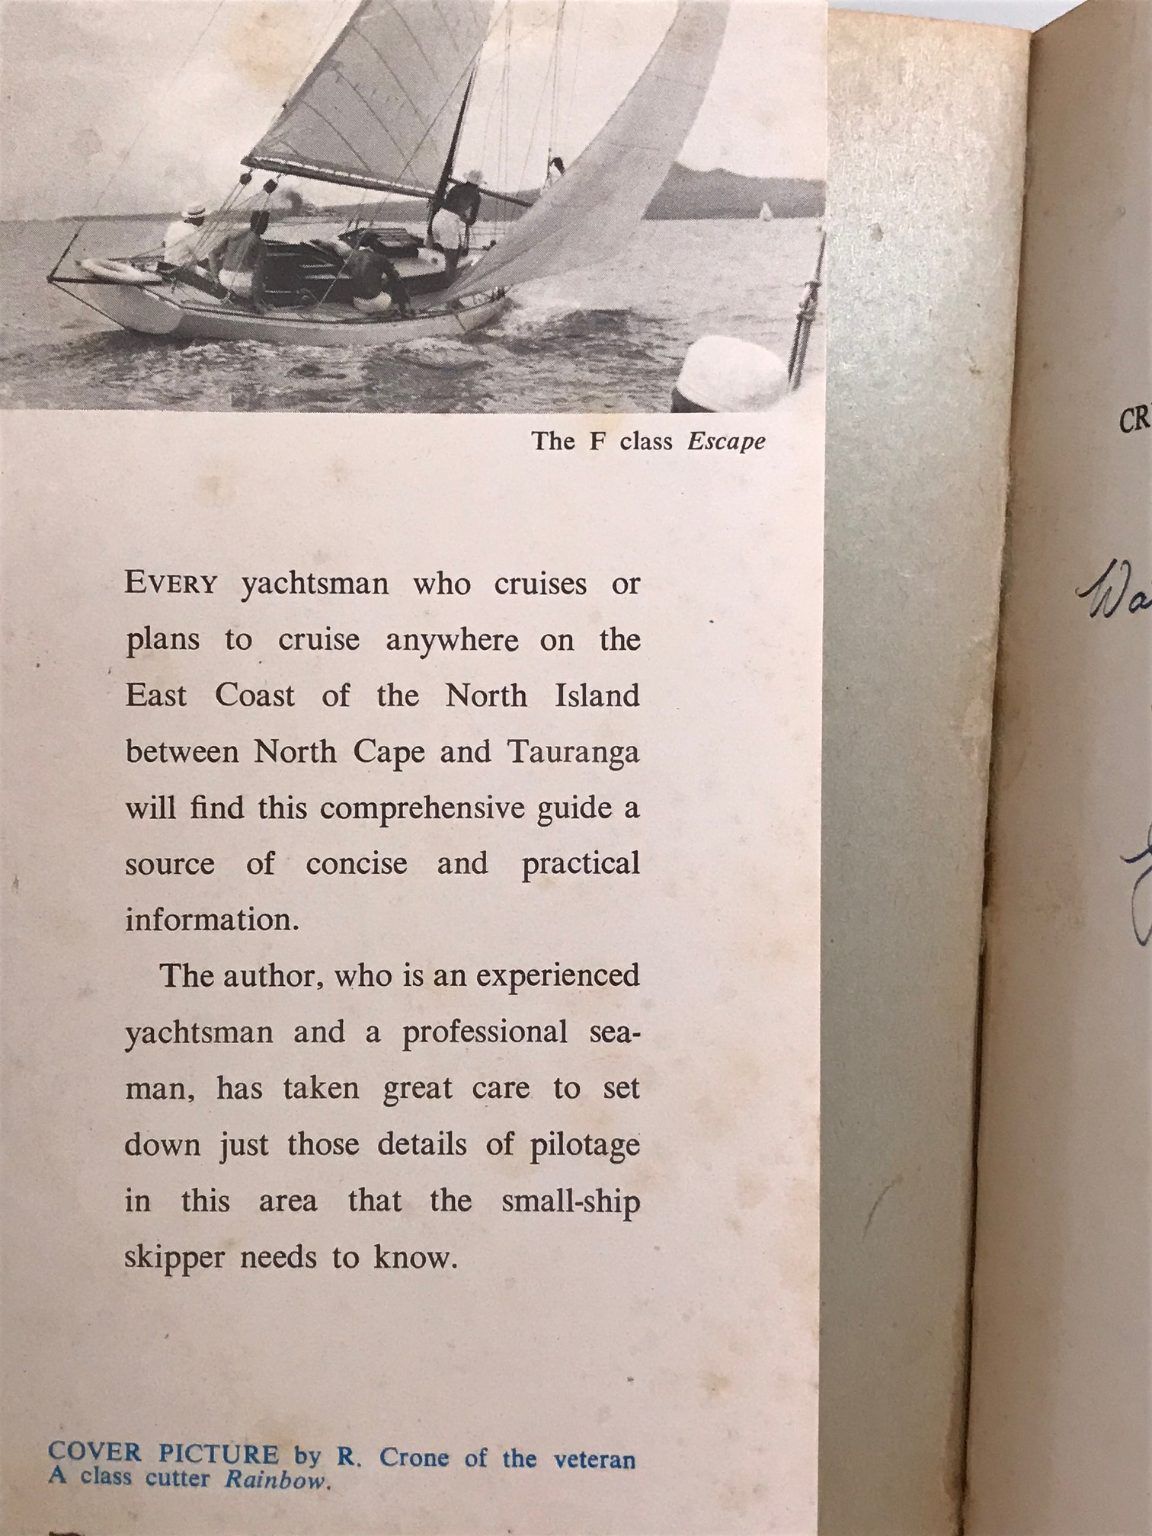 The F class Escape
EVERY yachtsman who cruises or
plans to cruise anywhere on the
East Coast of the North Island
between North Cape and Tauranga
will find this comprehensive guide a
source of concise and practical
information.
The author, who is an experienced
yachtsman and a professional sea-
man, has taken great care to set
down just those details of pilotage
in this area that the small-ship
skipper needs to know.
COVER PICTURE by R. Crone of the veteran
A class cutter Rainbow.
CR
Wa